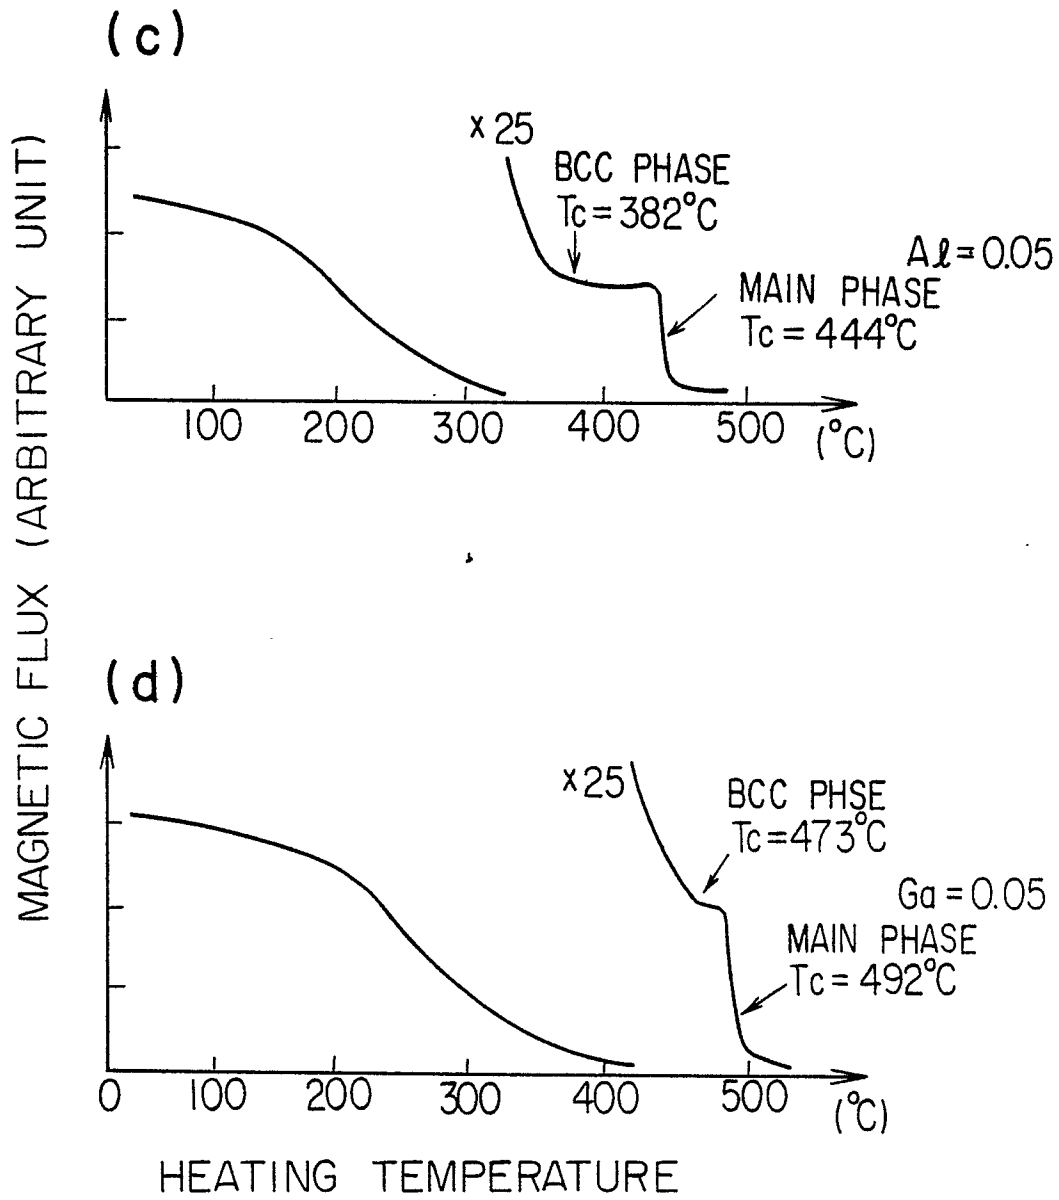 (c)
MAGNETIC FLUX (ARBITRARY UNIT)
×25
BCC PHASE
Tc=382°C
Al=0.05
MAIN PHASE
Tc=444°C
100 200 300 400 500 (°C)
(d)
×25
BCC PHSE
Tc=473°C
Ga=0.05
MAIN PHASE
Tc=492°C
0 100 200 300 400 500 (°C)
HEATING TEMPERATURE